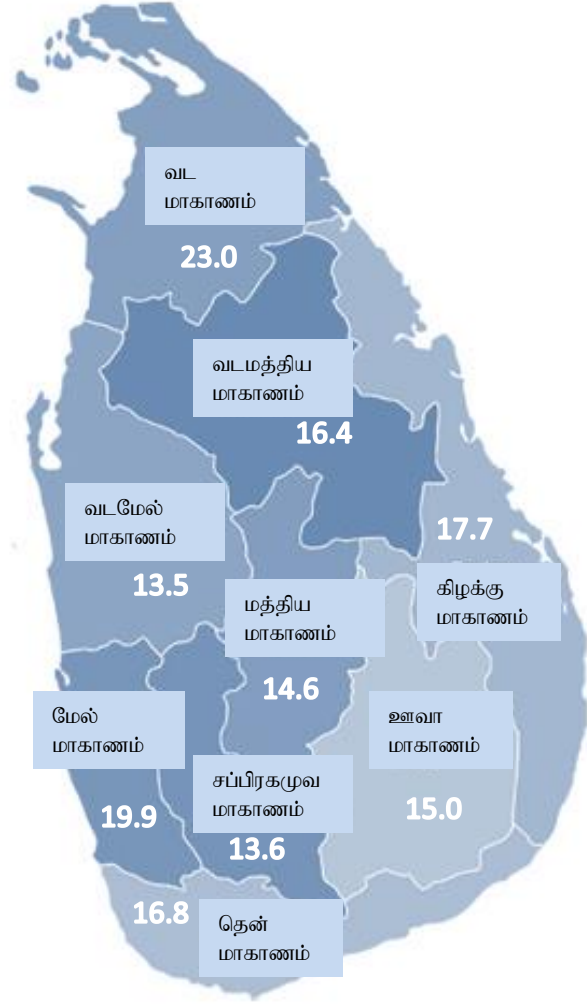 வட
மாகாணம்
23.0
வடமத்திய
மாகாணம்
16.4
வடமேல்
மாகாணம்
13.5
17.7
கிழக்கு
மாகாணம்
மத்திய
மாகாணம்
14.6
மேல்
மாகாணம்
19.9
ஊவா
மாகாணம்
15.0
சப்பிரகமுவ
மாகாணம்
13.6
16.8
தென்
மாகாணம்